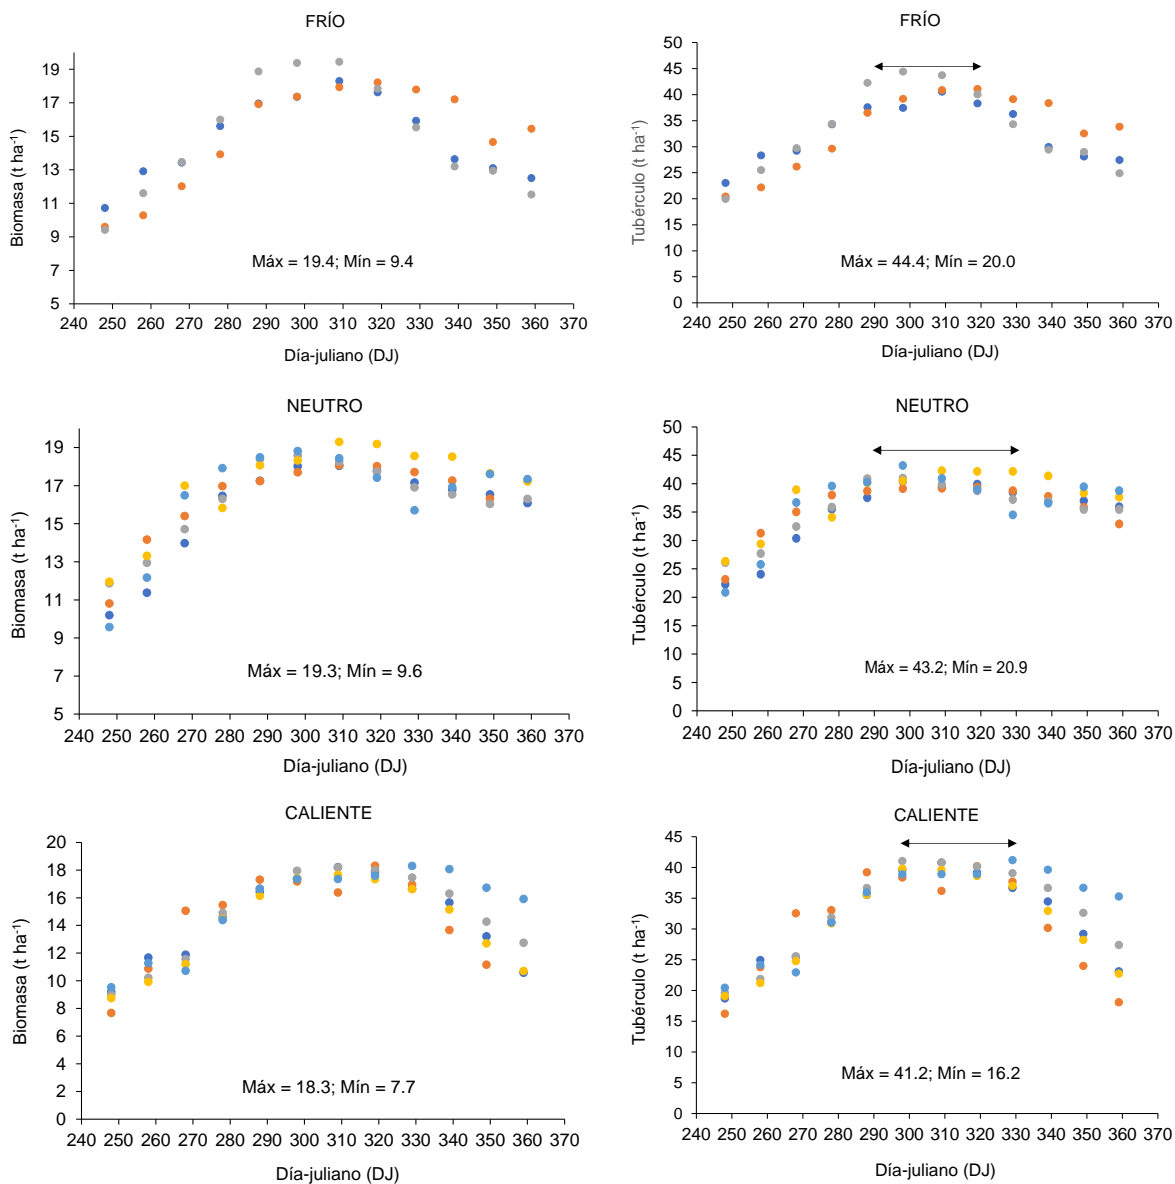 FRÍO
Biomasa (t ha⁻¹)
19
17
15
13
11
9
7
5
240 250 260 270 280 290 300 310 320 330 340 350 360 370
Máx = 19.4; Mín = 9.4
Día-juliano (DJ)
FRÍO
Tubérculo (t ha⁻¹)
50
45
40
35
30
25
20
15
10
5
0
240 250 260 270 280 290 300 310 320 330 340 350 360 370
Máx = 44.4; Mín = 20.0
Día-juliano (DJ)
NEUTRO
Biomasa (t ha⁻¹)
19
17
15
13
11
9
7
5
240 250 260 270 280 290 300 310 320 330 340 350 360 370
Máx = 19.3; Mín = 9.6
Día-juliano (DJ)
NEUTRO
Tubérculo (t ha⁻¹)
50
45
40
35
30
25
20
15
10
5
0
240 250 260 270 280 290 300 310 320 330 340 350 360 370
Máx = 43.2; Mín = 20.9
Día-juliano (DJ)
CALIENTE
Biomasa (t ha⁻¹)
20
18
16
14
12
10
8
6
4
2
0
240 250 260 270 280 290 300 310 320 330 340 350 360 370
Máx = 18.3; Mín = 7.7
Día-juliano (DJ)
CALIENTE
Tubérculo (t ha⁻¹)
45
40
35
30
25
20
15
10
5
0
240 250 260 270 280 290 300 310 320 330 340 350 360 370
Máx = 41.2; Mín = 16.2
Día-juliano (DJ)